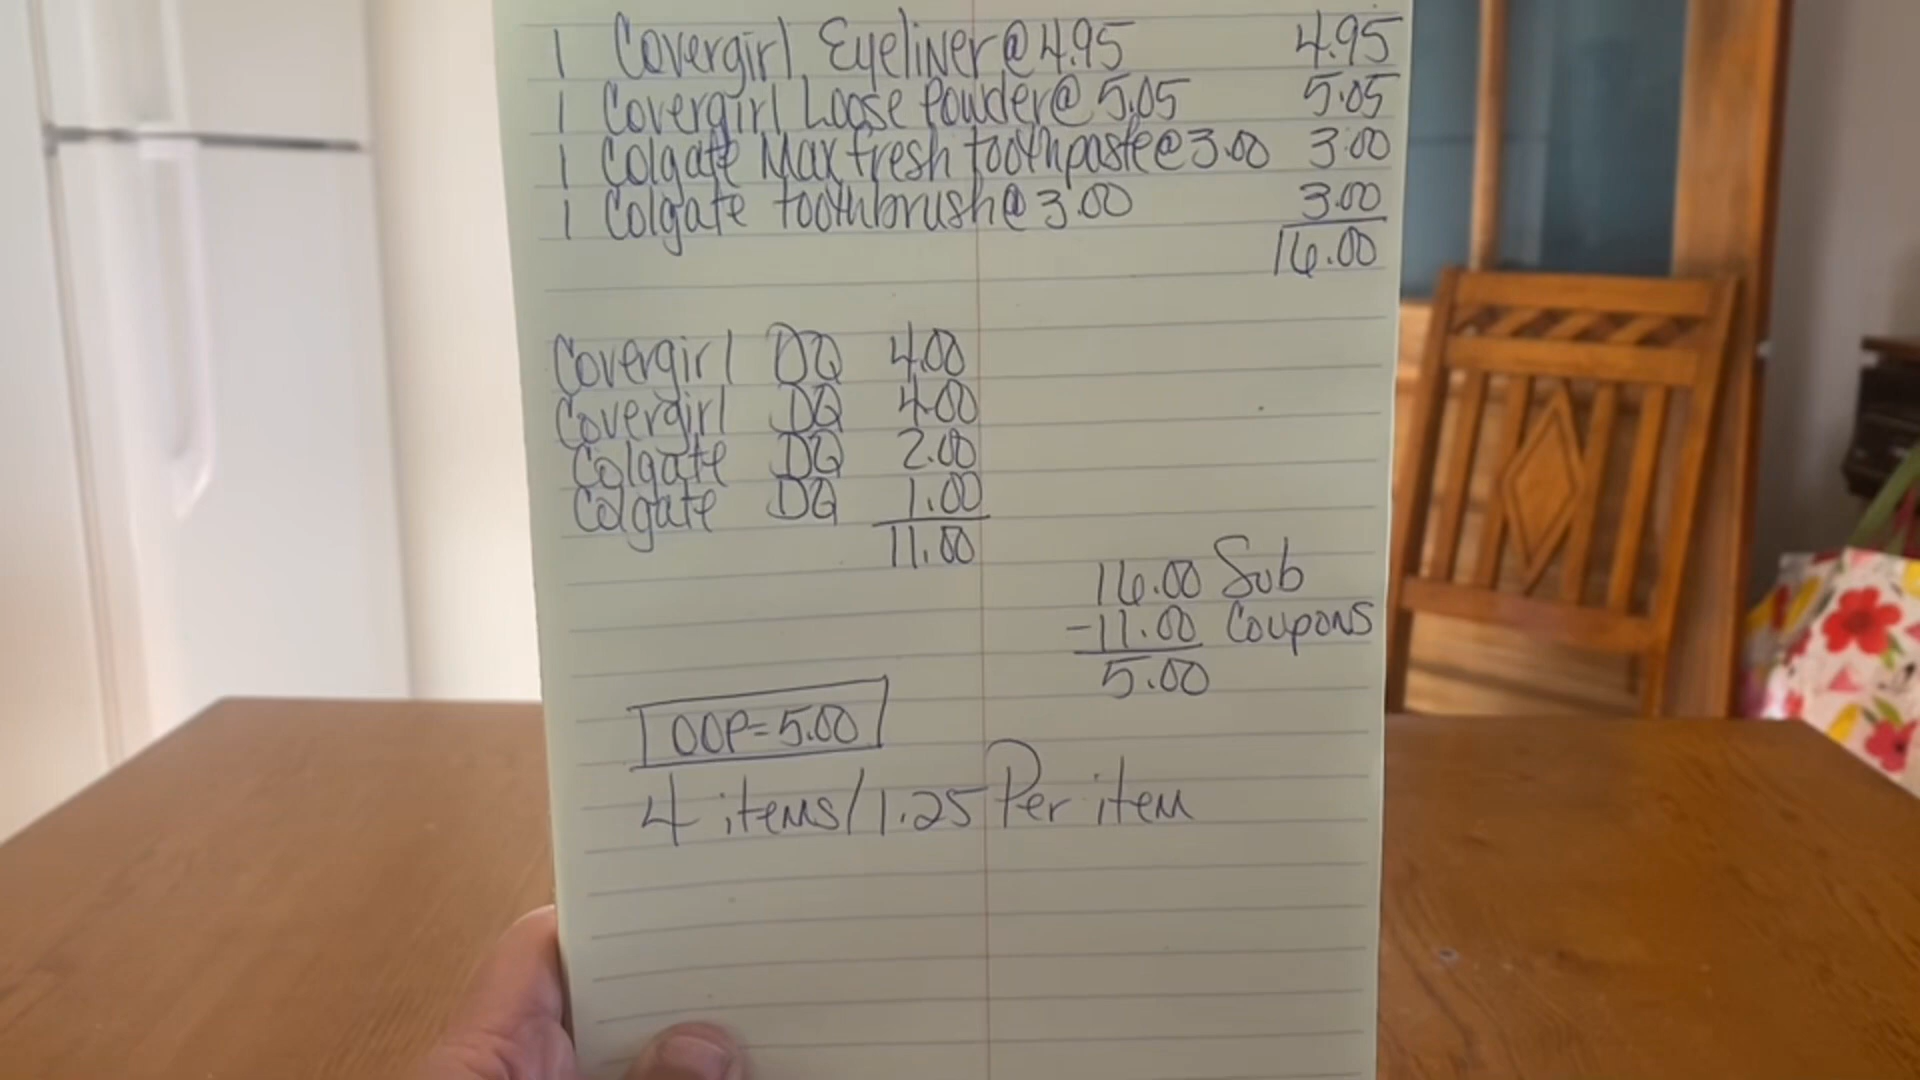 1 Covergirl Eyeliner @ 4.95 4.95
1 Covergirl Loose Powder @ 5.05 5.05
1 Colgate Max fresh toothpaste @ 3.00 3.00
1 Colgate toothbrush @ 3.00 3.00
16.00
Covergirl DQ 4.00
Covergirl DQ 4.00
Colgate DQ 2.00
Colgate DQ 1.00
11.00
16.00 Sub
-11.00 Coupons
5.00
OOP=5.00
4 items/1.25 Per item